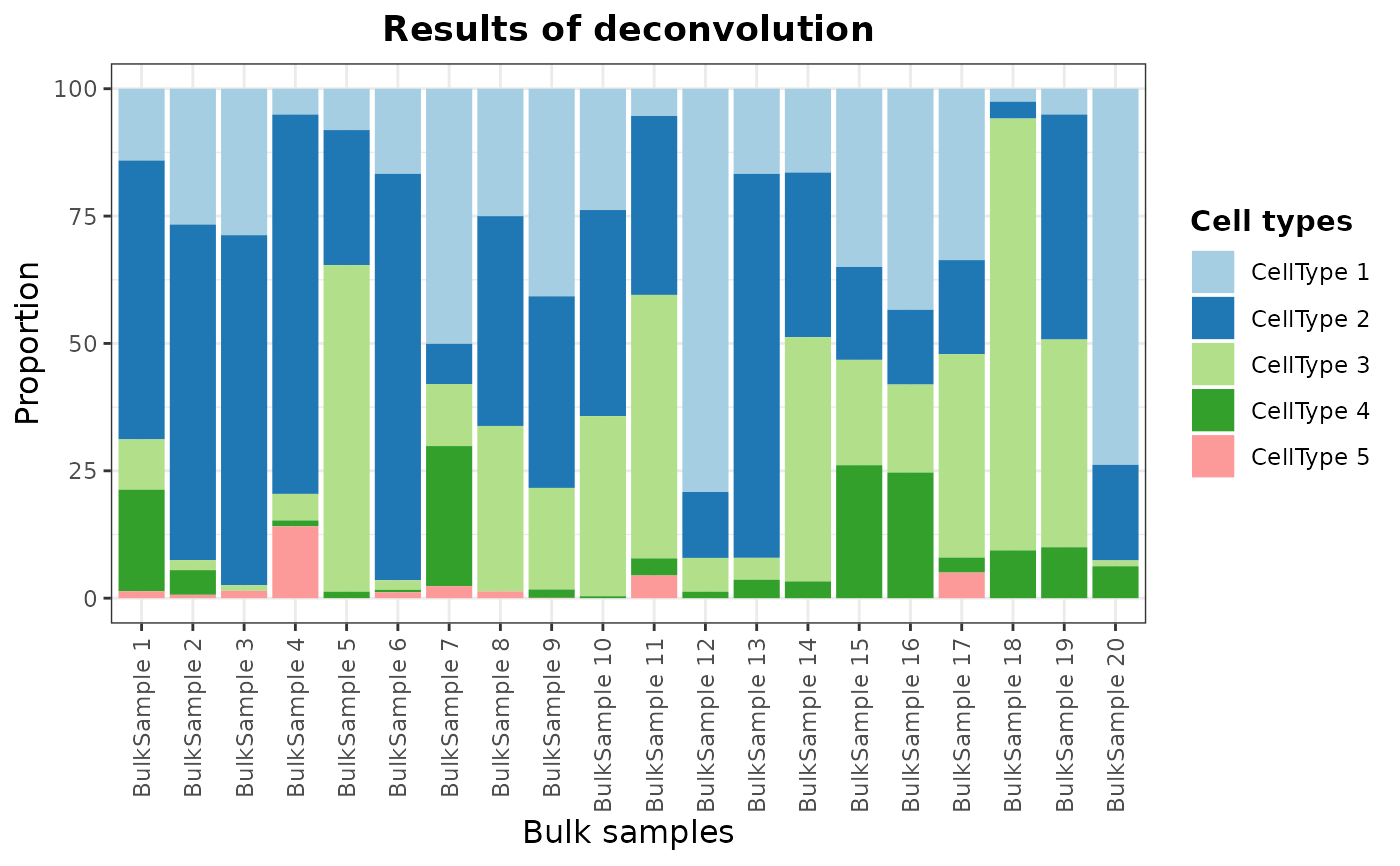 Results of deconvolution
Proportion
100
75
50
25
0
BulkSample 1
BulkSample 2
BulkSample 3
BulkSample 4
BulkSample 5
BulkSample 6
BulkSample 7
BulkSample 8
BulkSample 9
BulkSample 10
BulkSample 11
BulkSample 12
BulkSample 13
BulkSample 14
BulkSample 15
BulkSample 16
BulkSample 17
BulkSample 18
BulkSample 19
BulkSample 20
Bulk samples
Cell types
CellType 1
CellType 2
CellType 3
CellType 4
CellType 5